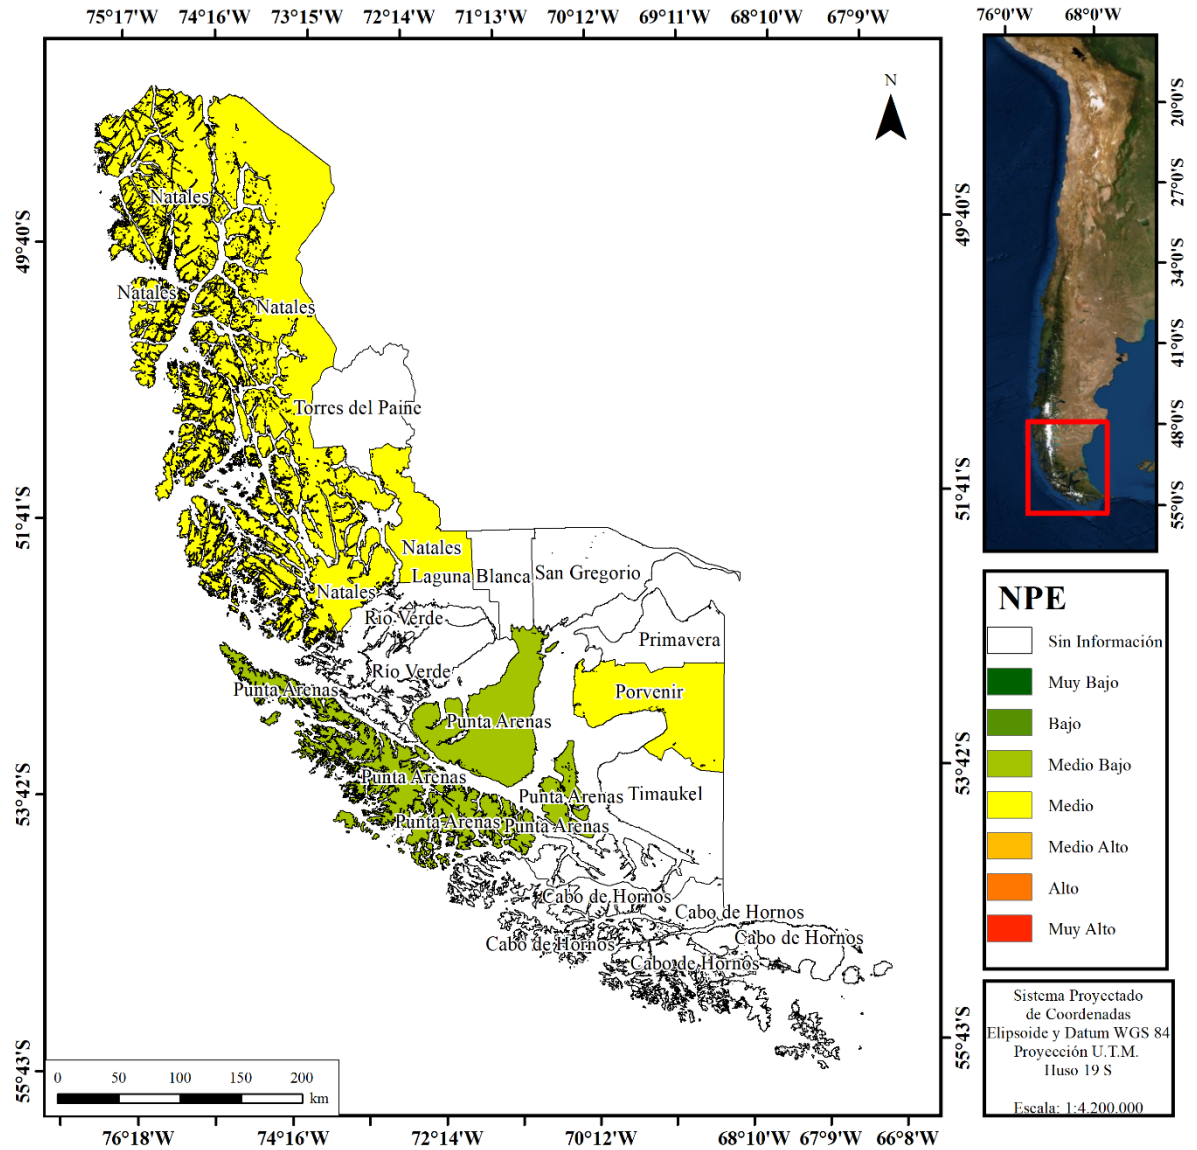 75°17'W 74°16'W 73°15'W 72°14'W 71°13'W 70°12'W 69°11'W 68°10'W 67°9'W
76°0'W 68°0'W
N
49°40'S
51°41'S
53°42'S
55°43'S
Natales
Natales
Natales
Torres del Paine
Natales
Laguna Blanca
San Gregorio
Natales
Rio Verde
Primavera
Rio Verde
Punta Arenas
Porvenir
Punta Arenas
Punta Arenas
Punta Arenas
Timaukel
Punta Arenas
Punta Arenas
Cabo de Hornos
Cabo de Hornos
Cabo de Hornos
Cabo de Hornos
Cabo de Hornos
49°40'S
51°41'S
53°42'S
55°43'S
0 50 100 150 200
km
76°18'W 74°16'W 72°14'W 70°12'W 68°10'W 67°9'W 66°8'W
20°0'S
27°0'S
34°0'S
41°0'S
48°0'S
55°0'S
NPE
Sin Información
Muy Bajo
Bajo
Medio Bajo
Medio
Medio Alto
Alto
Muy Alto
Sistema Proyectado
de Coordenadas
Elipsoide y Datum WGS 84
Proyección U.T.M.
Huso 19 S
Escala: 1:4.200.000